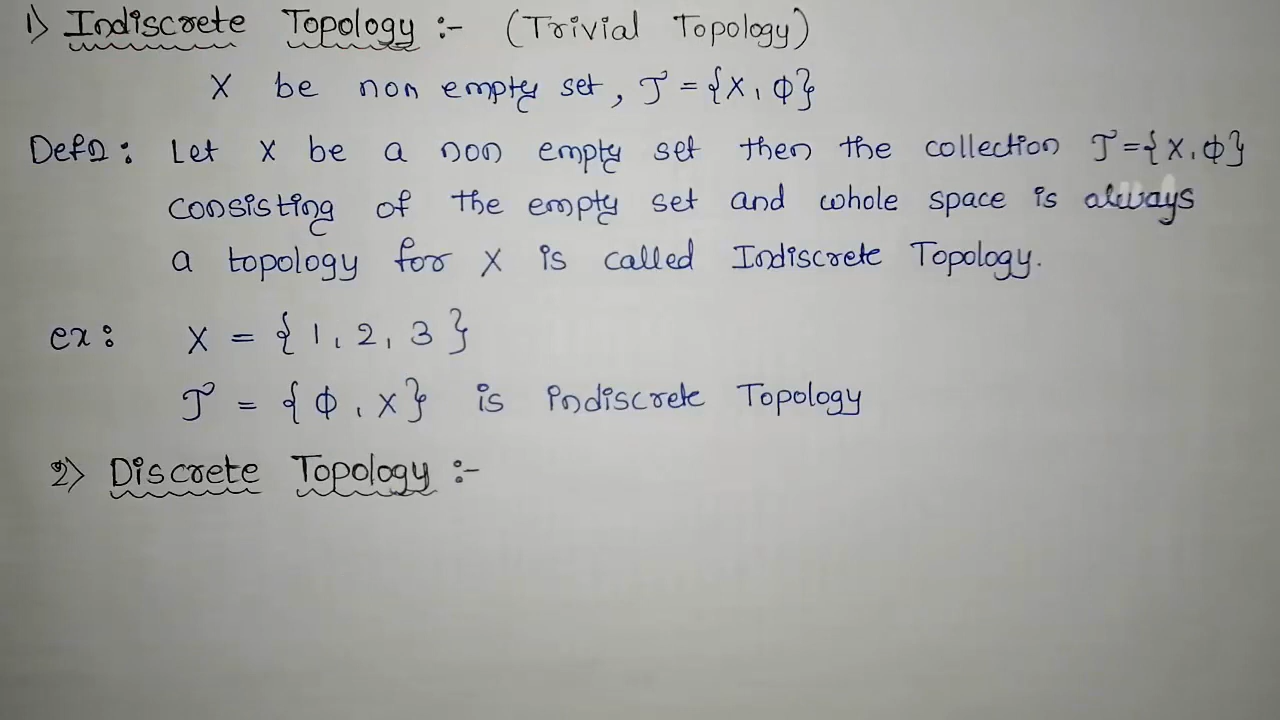 1) Indiscrete Topology :- (Trivial Topology)
X be non empty set, T = {X, ϕ}
Defn: Let X be a non empty set then the collection T = {X, ϕ}
consisting of the empty set and whole space is always
a topology for X is called Indiscrete Topology.
ex: X = {1, 2, 3}
T = {ϕ, X} is indiscrete Topology
2) Discrete Topology :-